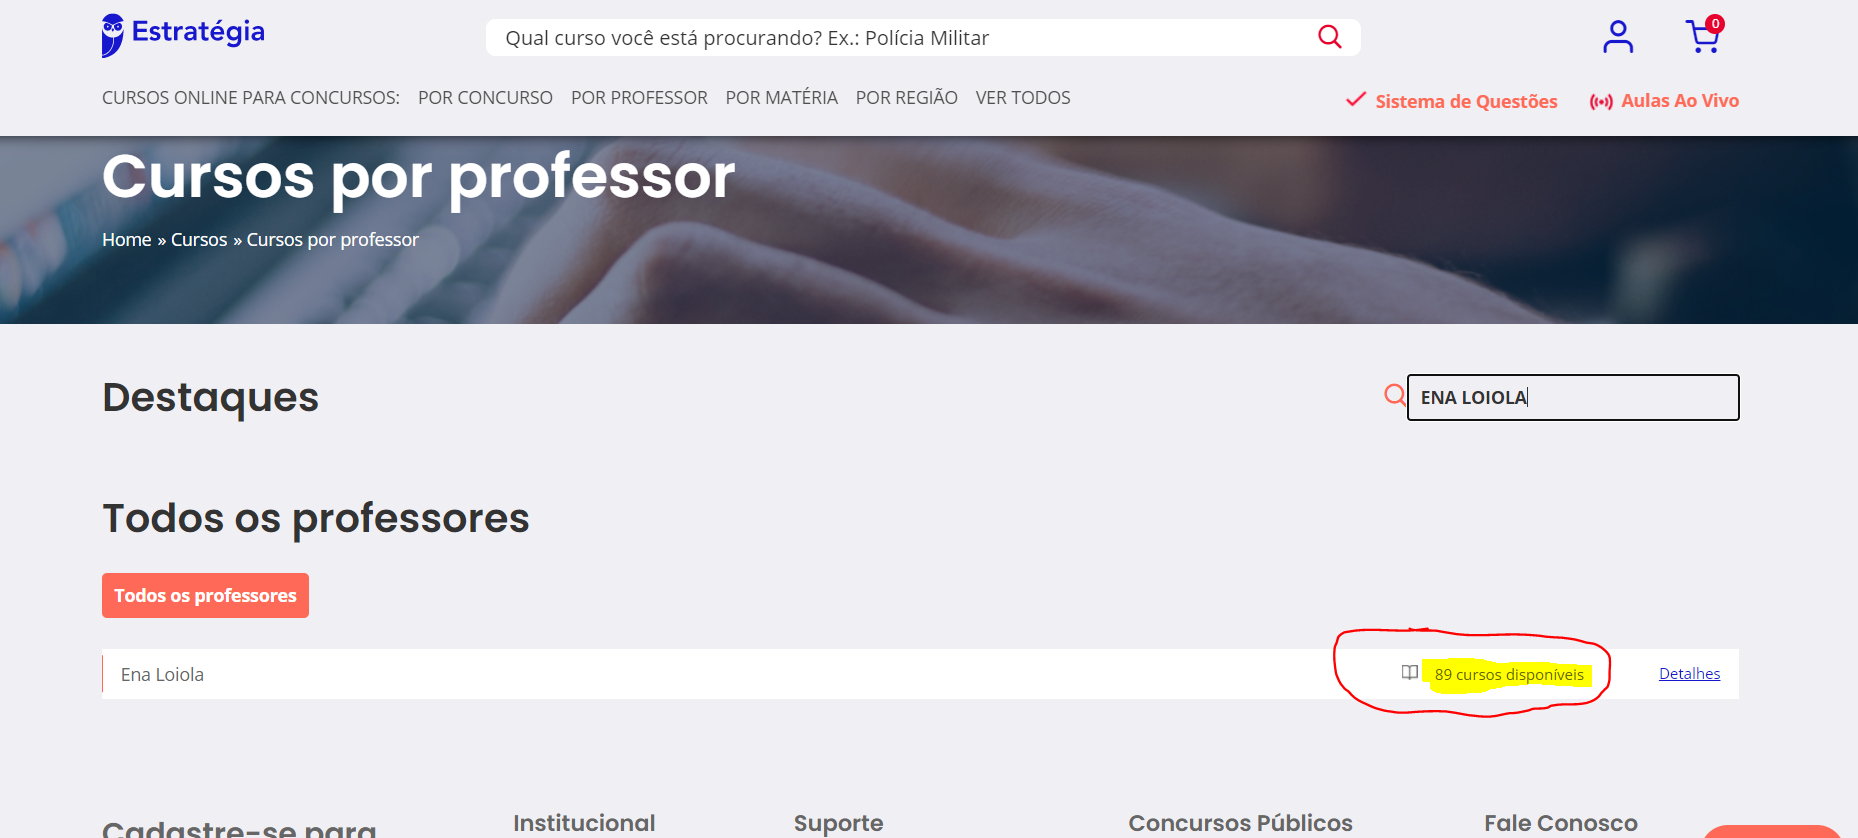 Estratégia
Qual curso você está procurando? Ex.: Polícia Militar
0
CURSOS ONLINE PARA CONCURSOS: POR CONCURSO POR PROFESSOR POR MATÉRIA POR REGIÃO VER TODOS
Sistema de Questões
Aulas Ao Vivo
Cursos por professor
Home » Cursos » Cursos por professor
Destaques
ENA LOIOLA
Todos os professores
Todos os professores
Ena Loiola
89 cursos disponíveis
Detalhes
Cadastre-se para
Institucional
Suporte
Concursos Públicos
Fale Conosco